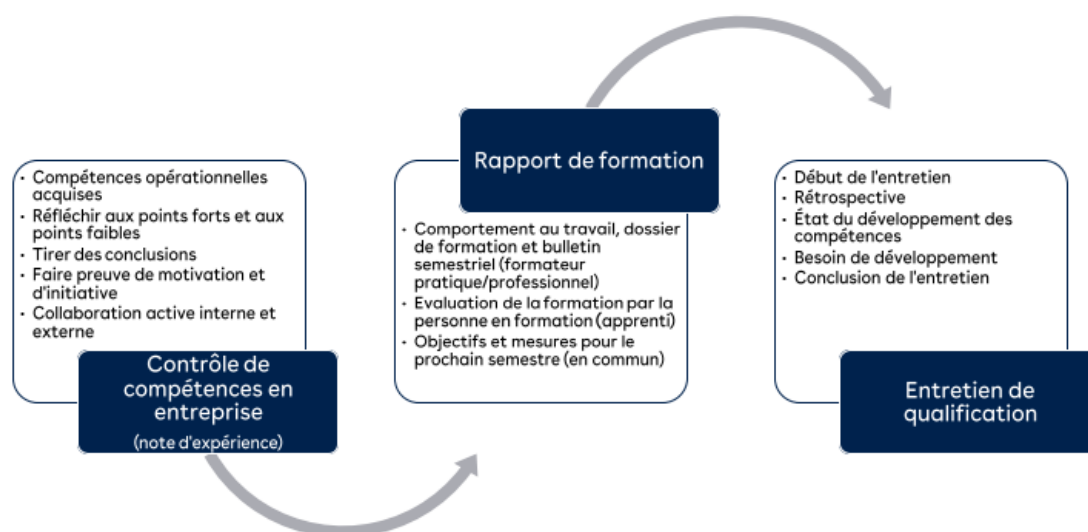 · Compétences opérationnelles
acquises
· Réfléchir aux points forts et aux
points faibles
· Tirer des conclusions
· Faire preuve de motivation et
d'initiative
· Collaboration active interne et
externe
Contrôle de
compétences en
entreprise
(note d'expérience)
Rapport de formation
· Comportement au travail, dossier
de formation et bulletin
semestriel (formateur
pratique/professionnel)
· Evaluation de la formation par la
personne en formation (apprenti)
· Objectifs et mesures pour le
prochain semestre (en commun)
· Début de l'entretien
· Rétrospective
· État du développement des
compétences
· Besoin de développement
· Conclusion de l'entretien
Entretien de
qualification